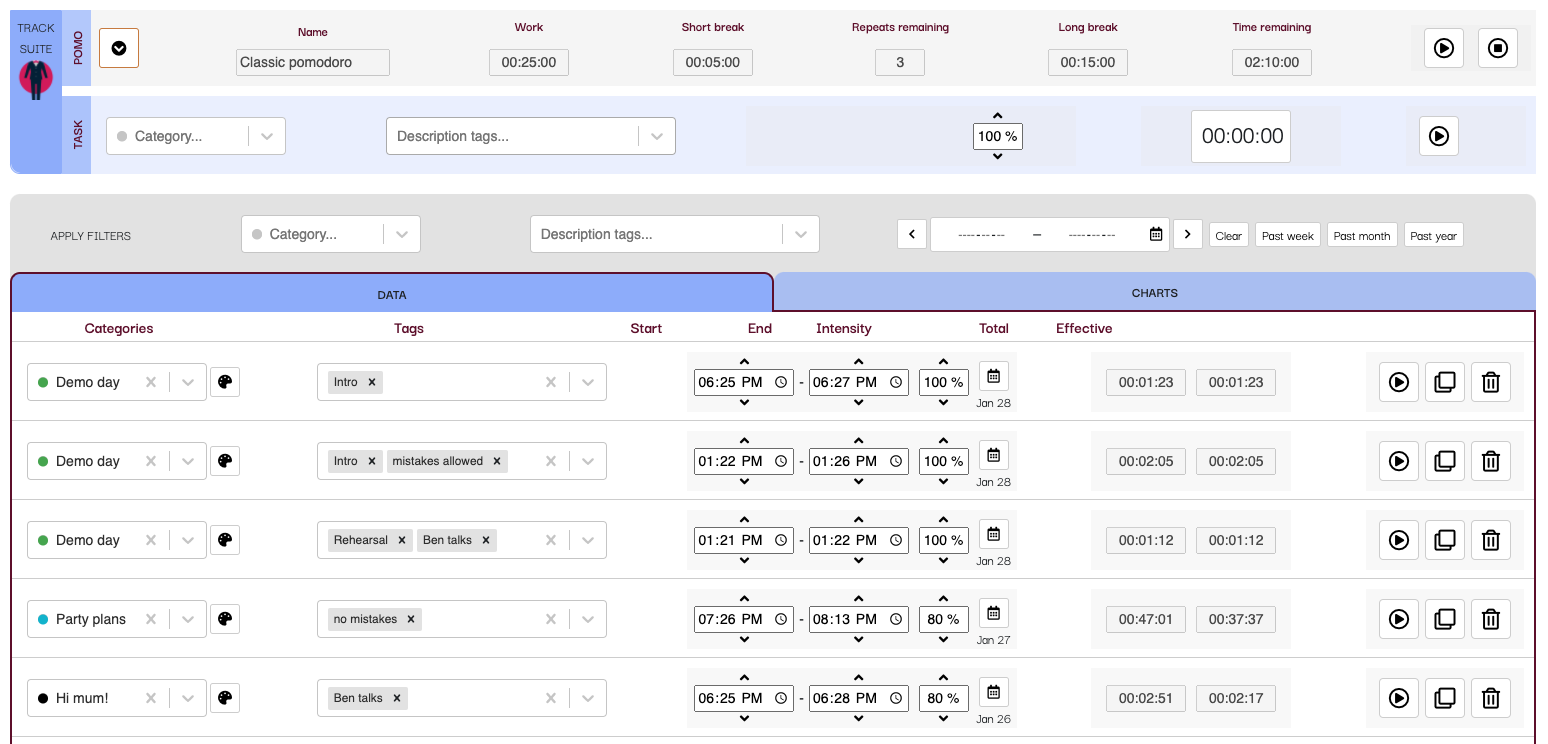 TRACK
SUITE
POMO
Name
Work
Short break
Repeats remaining
Long break
Time remaining
Classic pomodoro
00:25:00
00:05:00
3
00:15:00
02:10:00
TASK
Category...
Description tags...
100 %
00:00:00
APPLY FILTERS
Category...
Description tags...
---------- – ----------
Clear
Past week
Past month
Past year
DATA
CHARTS
Categories
Tags
Start
End
Intensity
Total
Effective
Demo day
Intro
06:25 PM - 06:27 PM
100 %
Jan 28
00:01:23
00:01:23
Demo day
Intro
mistakes allowed
01:22 PM - 01:26 PM
100 %
Jan 28
00:02:05
00:02:05
Demo day
Rehearsal
Ben talks
01:21 PM - 01:22 PM
100 %
Jan 28
00:01:12
00:01:12
Party plans
no mistakes
07:26 PM - 08:13 PM
80 %
Jan 27
00:47:01
00:37:37
Hi mum!
Ben talks
06:25 PM - 06:28 PM
80 %
Jan 26
00:02:51
00:02:17